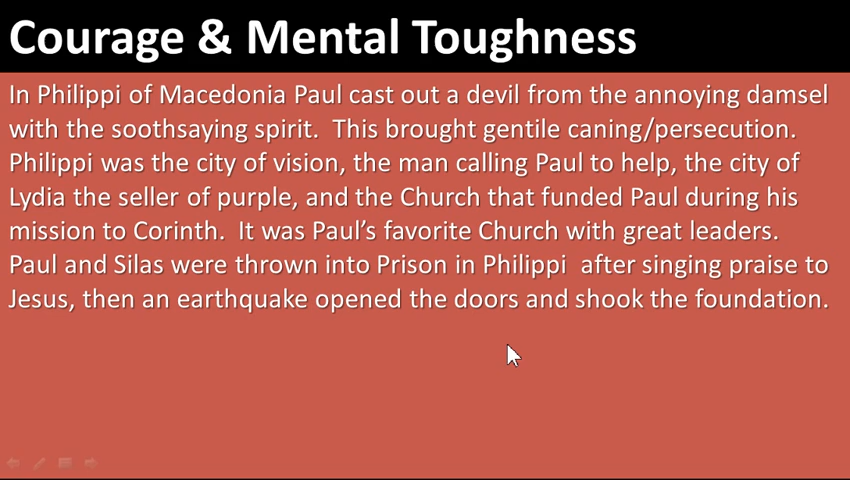 Courage & Mental Toughness
In Philippi of Macedonia Paul cast out a devil from the annoying damsel
with the soothsaying spirit.  This brought gentile caning/persecution.
Philippi was the city of vision, the man calling Paul to help, the city of
Lydia the seller of purple, and the Church that funded Paul during his
mission to Corinth.  It was Paul’s favorite Church with great leaders.
Paul and Silas were thrown into Prison in Philippi  after singing praise to
Jesus, then an earthquake opened the doors and shook the foundation.